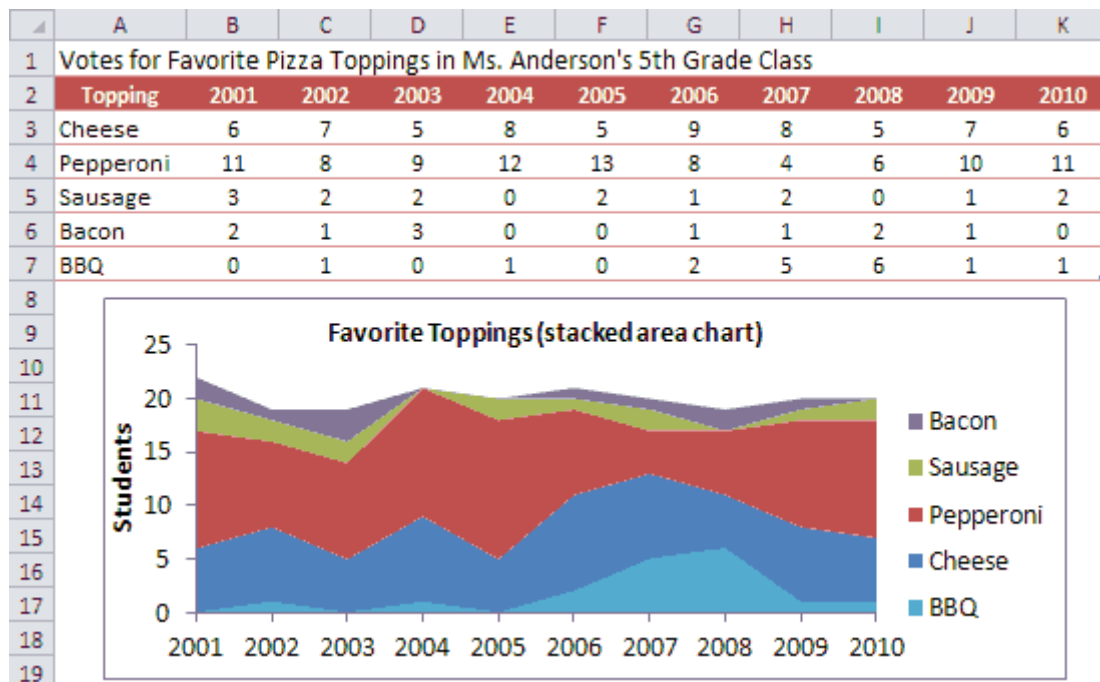 A B C D E F G H I J K
1 Votes for Favorite Pizza Toppings in Ms. Anderson's 5th Grade Class
2 Topping 2001 2002 2003 2004 2005 2006 2007 2008 2009 2010
3 Cheese 6 7 5 8 5 9 8 5 7 6
4 Pepperoni 11 8 9 12 13 8 4 6 10 11
5 Sausage 3 2 2 0 2 1 2 0 1 2
6 Bacon 2 1 3 0 0 1 1 2 1 0
7 BBQ 0 1 0 1 0 2 5 6 1 1
8
9
10
11
12
13
14
15
16
17
18
19
Favorite Toppings (stacked area chart)
Students
25
20
15
10
5
0
2001 2002 2003 2004 2005 2006 2007 2008 2009 2010
Bacon
Sausage
Pepperoni
Cheese
BBQ